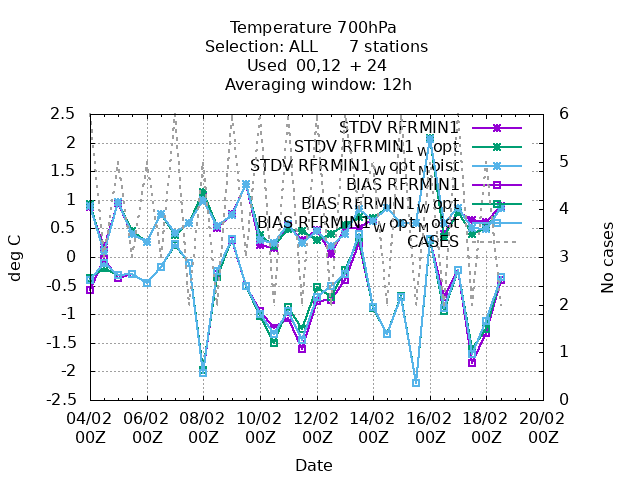 Temperature 700hPa
Selection: ALL 7 stations
Used 00,12 + 24
Averaging window: 12h
2.5
2
1.5
1
0.5
0
-0.5
-1
-1.5
-2
-2.5
deg C
STDV RFRMIN1
STDV RFRMIN1_W opt
STDV RFRMIN1_W opt_M oist
BIAS RFRMIN1
BIAS RFRMIN1_W opt
BIAS RFRMIN1_W opt_M oist
CASES
6
5
4
3
2
1
0
No cases
04/02 06/02 08/02 10/02 12/02 14/02 16/02 18/02 20/02
00Z 00Z 00Z 00Z 00Z 00Z 00Z 00Z 00Z
Date